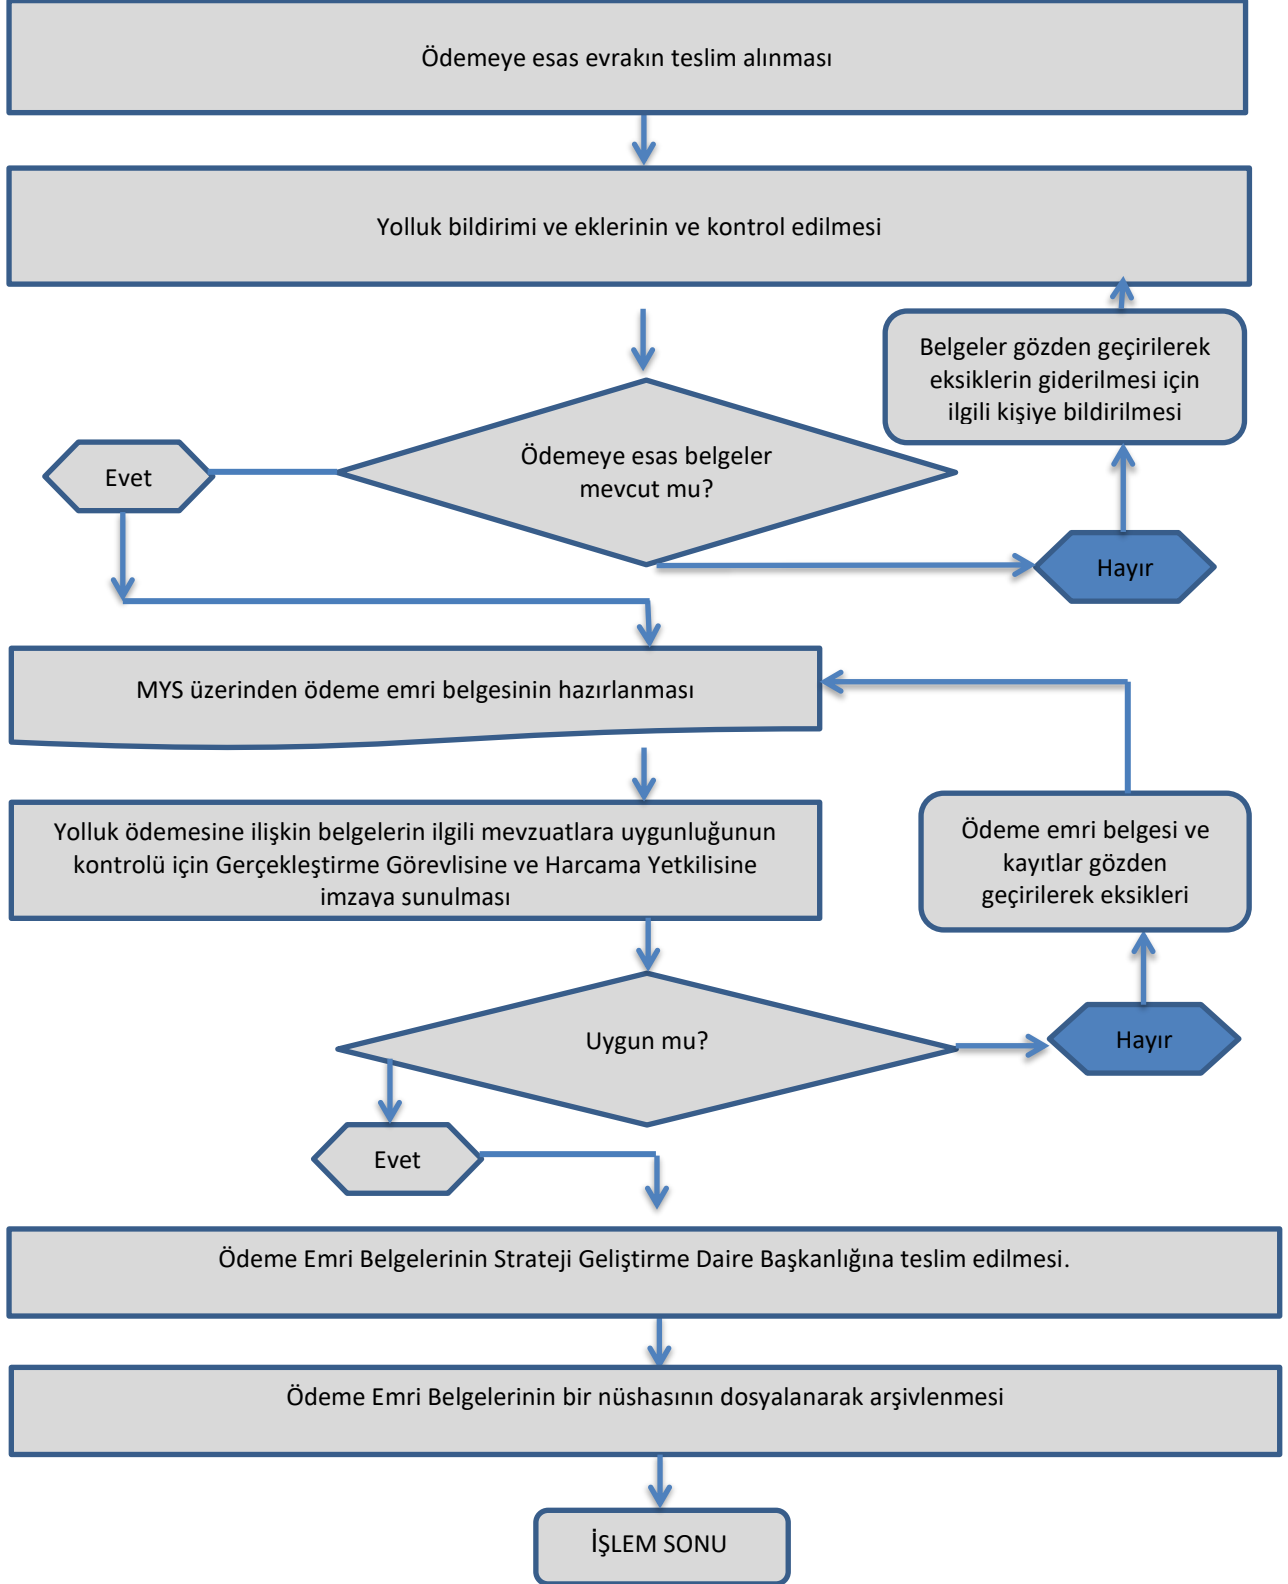 Ödemeye esas evrakın teslim alınması
Yolluk bildirimi ve eklerinin ve kontrol edilmesi
Belgeler gözden geçirilerek
eksiklerin giderilmesi için
ilgili kişiye bildirilmesi
Ödemeye esas belgeler
mevcut mu?
Evet
Hayır
MYS üzerinden ödeme emri belgesinin hazırlanması
Yolluk ödemesine ilişkin belgelerin ilgili mevzuatlara uygunluğunun
kontrolü için Gerçekleştirme Görevlisine ve Harcama Yetkilisine
imzaya sunulması
Ödeme emri belgesi ve
kayıtlar gözden
geçirilerek eksikleri
Uygun mu?
Hayır
Evet
Ödeme Emri Belgelerinin Strateji Geliştirme Daire Başkanlığına teslim edilmesi.
Ödeme Emri Belgelerinin bir nüshasının dosyalanarak arşivlenmesi
İŞLEM SONU